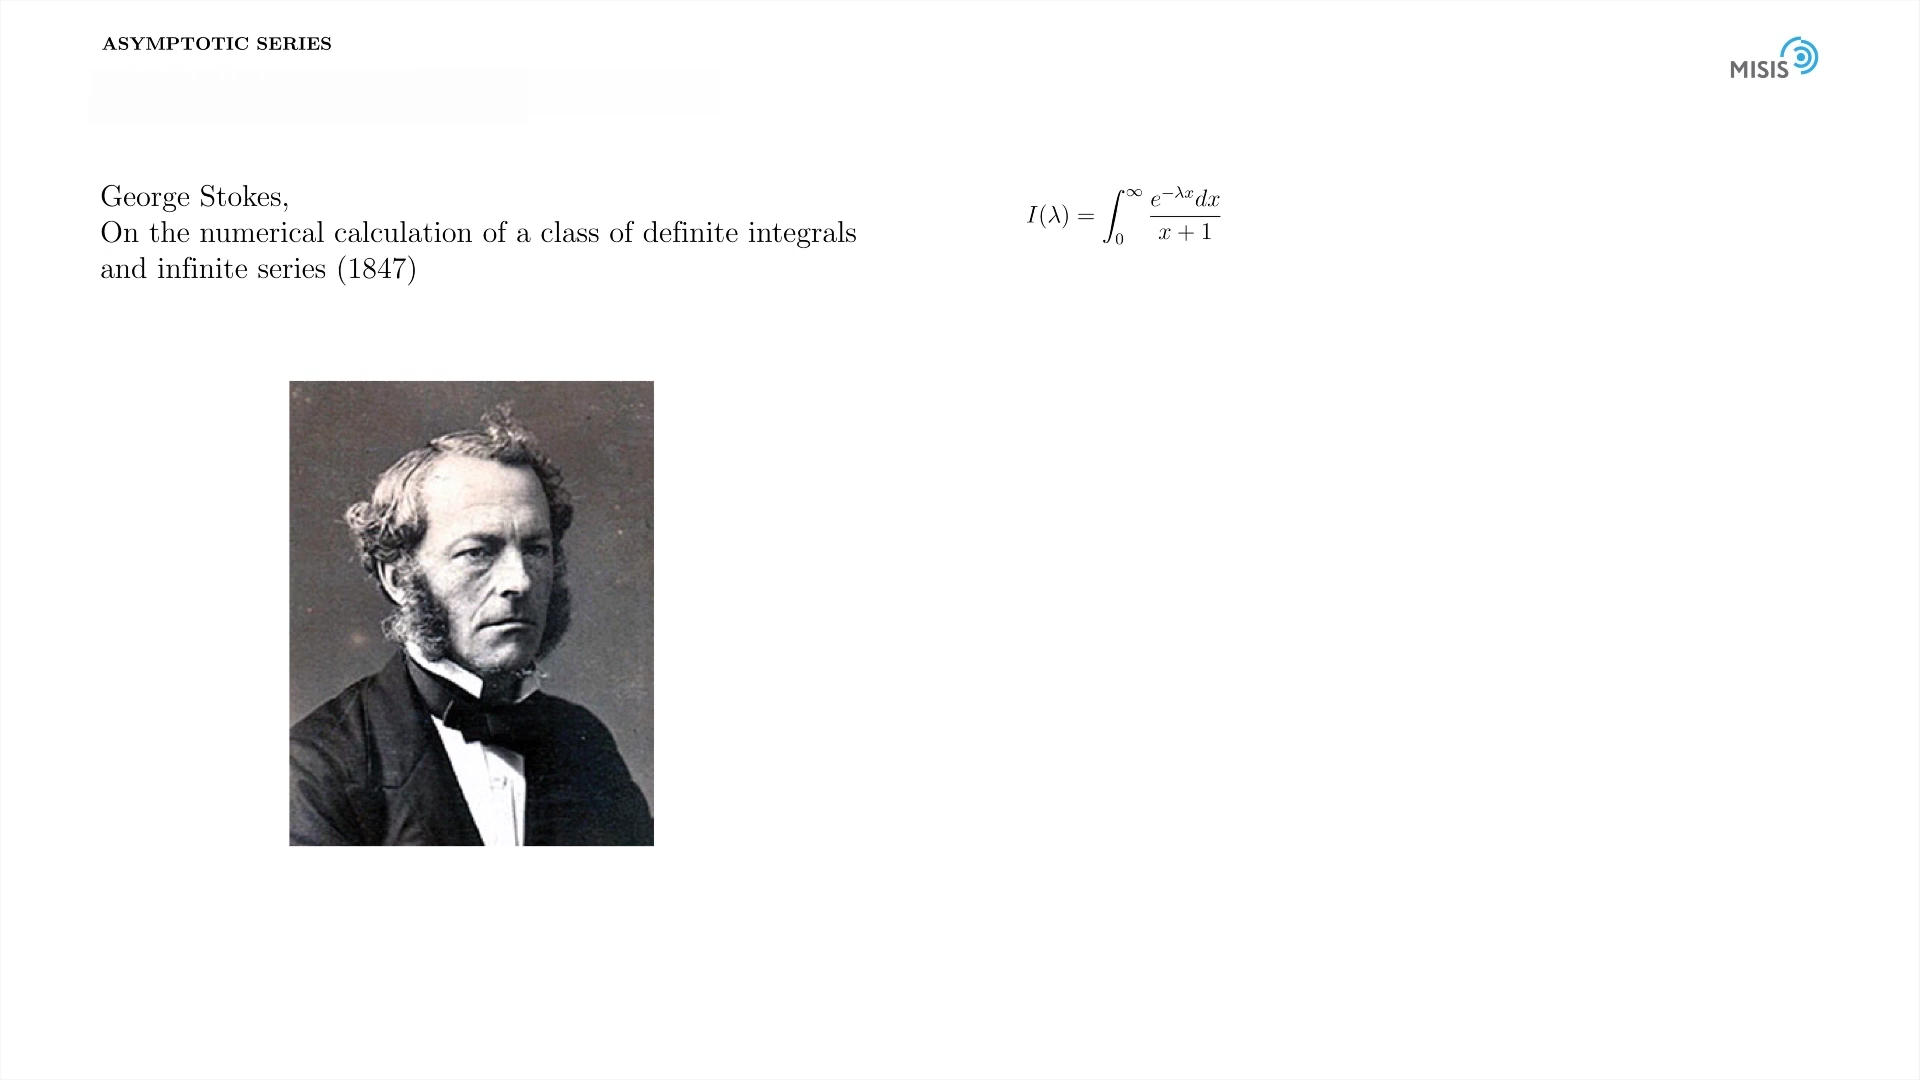 ASYMPTOTIC SERIES
MISIS
George Stokes,
On the numerical calculation of a class of definite integrals
and infinite series (1847)
I(λ) = ∫₀^∞ e^{−λx}dx / (x + 1)